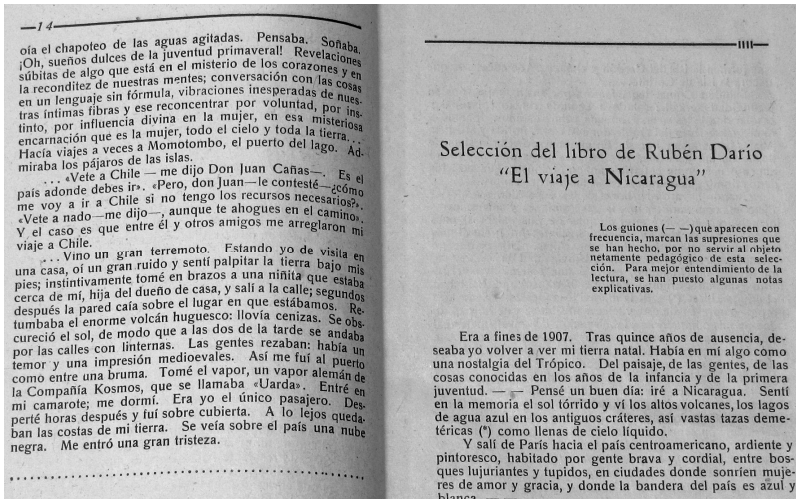 —14—
oía el chapoteo de las aguas agitadas. Pensaba. Soñaba.
¡Oh, sueños dulces de la juventud primaveral! Revelaciones
súbitas de algo que está en el misterio de los corazones y en
la reconditez de nuestras mentes; conversación con las cosas
en un lenguaje sin fórmula, vibraciones inesperadas de nues-
tras íntimas fibras y ese reconcentrar por voluntad, por ins-
tinto, por influencia divina en la mujer, en esa misteriosa
encarnación que es la mujer, todo el cielo y toda la tierra...
Hacía viajes a veces a Momotombo, el puerto del lago. Ad-
miraba los pájaros de las islas.
...«Vete a Chile — me dijo Don Juan Cañas—. Es el
país adonde debes ir». «Pero, don Juan—le contesté—¿cómo
me voy a ir a Chile si no tengo los recursos necesarios?».
«Vete a nado—me dijo—, aunque te ahogues en el camino».
Y el caso es que entre él y otros amigos me arreglaron mi
viaje a Chile.
...Vino un gran terremoto. Estando yo de visita en
una casa, oí un gran ruido y sentí palpitar la tierra bajo mis
pies; instintivamente tomé en brazos a una niñita que estaba
cerca de mí, hija del dueño de casa, y salí a la calle; segundos
después la pared caía sobre el lugar en que estábamos. Re-
tumbaba el enorme volcán huguesco: llovía cenizas. Se obs-
cureció el sol, de modo que a las dos de la tarde se andaba
por las calles con linternas. Las gentes rezaban: había un
temor y una impresión medioevales. Así me fuí al puerto
como entre una bruma. Tomé el vapor, un vapor alemán de
la Compañía Kosmos, que se llamaba «Uarda». Entré en
mi camarote; me dormí. Era yo el único pasajero. Des-
perté horas después y fuí sobre cubierta. A lo lejos queda-
ban las costas de mi tierra. Se veía sobre el país una nube
negra. Me entró una gran tristeza.
Selección del libro de Rubén Darío
"El viaje a Nicaragua"
Los guiones (— —) que aparecen con
frecuencia, marcan las supresiones que
se han hecho, por no servir al objeto
netamente pedagógico de esta selec-
ción. Para mejor entendimiento de la
lectura, se han puesto algunas notas
explicativas.
Era a fines de 1907. Tras quince años de ausencia, de-
seaba yo volver a ver mi tierra natal. Había en mí algo como
una nostalgia del Trópico. Del paisaje, de las gentes, de las
cosas conocidas en los años de la infancia y de la primera
juventud. — — Pensé un buen día: iré a Nicaragua. Sentí
en la memoria el sol tórrido y ví los altos volcanes, los lagos
de agua azul en los antiguos cráteres, así vastas tazas deme-
téricas (*) como llenas de cielo líquido.
Y salí de París hacia el país centroamericano, ardiente y
pintoresco, habitado por gente brava y cordial, entre bos-
ques lujuriantes y tupidos, en ciudades donde sonríen muje-
res de amor y gracia, y donde la bandera del país es azul y
blanca. — —